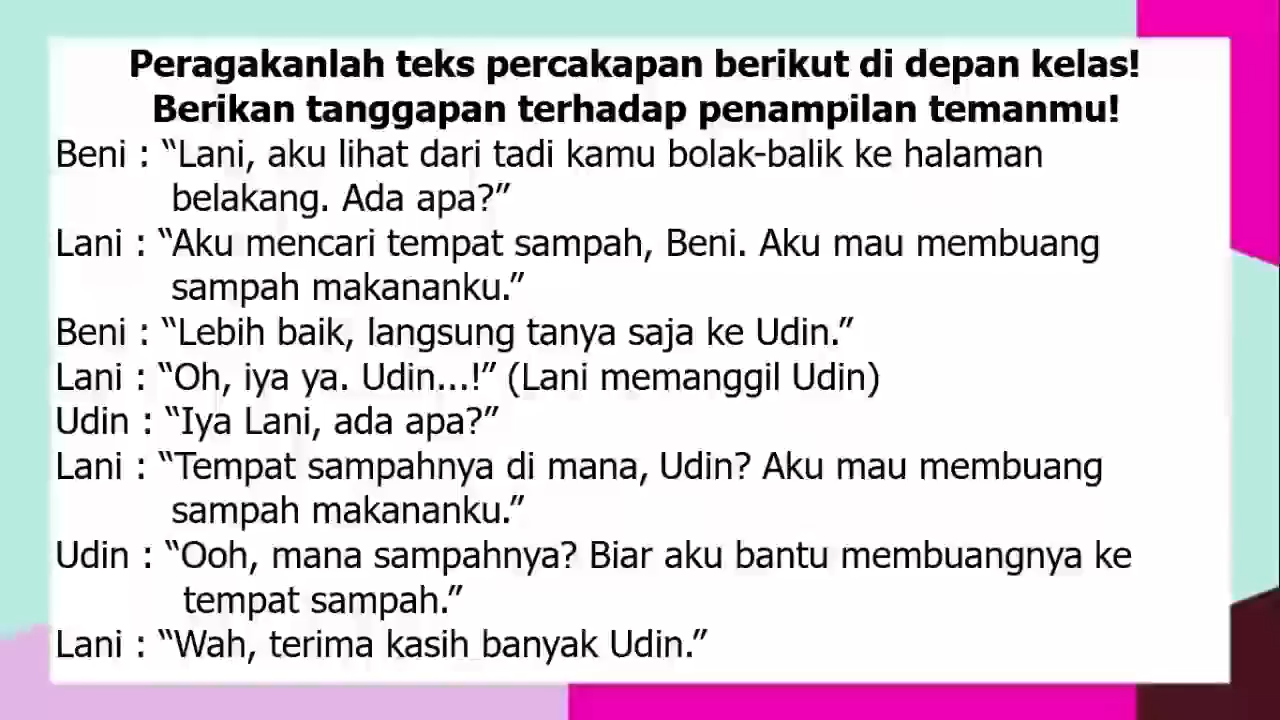 Peragakanlah teks percakapan berikut di depan kelas!
Berikan tanggapan terhadap penampilan temanmu!
Beni : “Lani, aku lihat dari tadi kamu bolak-balik ke halaman
belakang. Ada apa?”
Lani : “Aku mencari tempat sampah, Beni. Aku mau membuang
sampah makananku.”
Beni : “Lebih baik, langsung tanya saja ke Udin.”
Lani : “Oh, iya ya. Udin...!” (Lani memanggil Udin)
Udin : “Iya Lani, ada apa?”
Lani : “Tempat sampahnya di mana, Udin? Aku mau membuang
sampah makananku.”
Udin : “Ooh, mana sampahnya? Biar aku bantu membuangnya ke
tempat sampah.”
Lani : “Wah, terima kasih banyak Udin.”